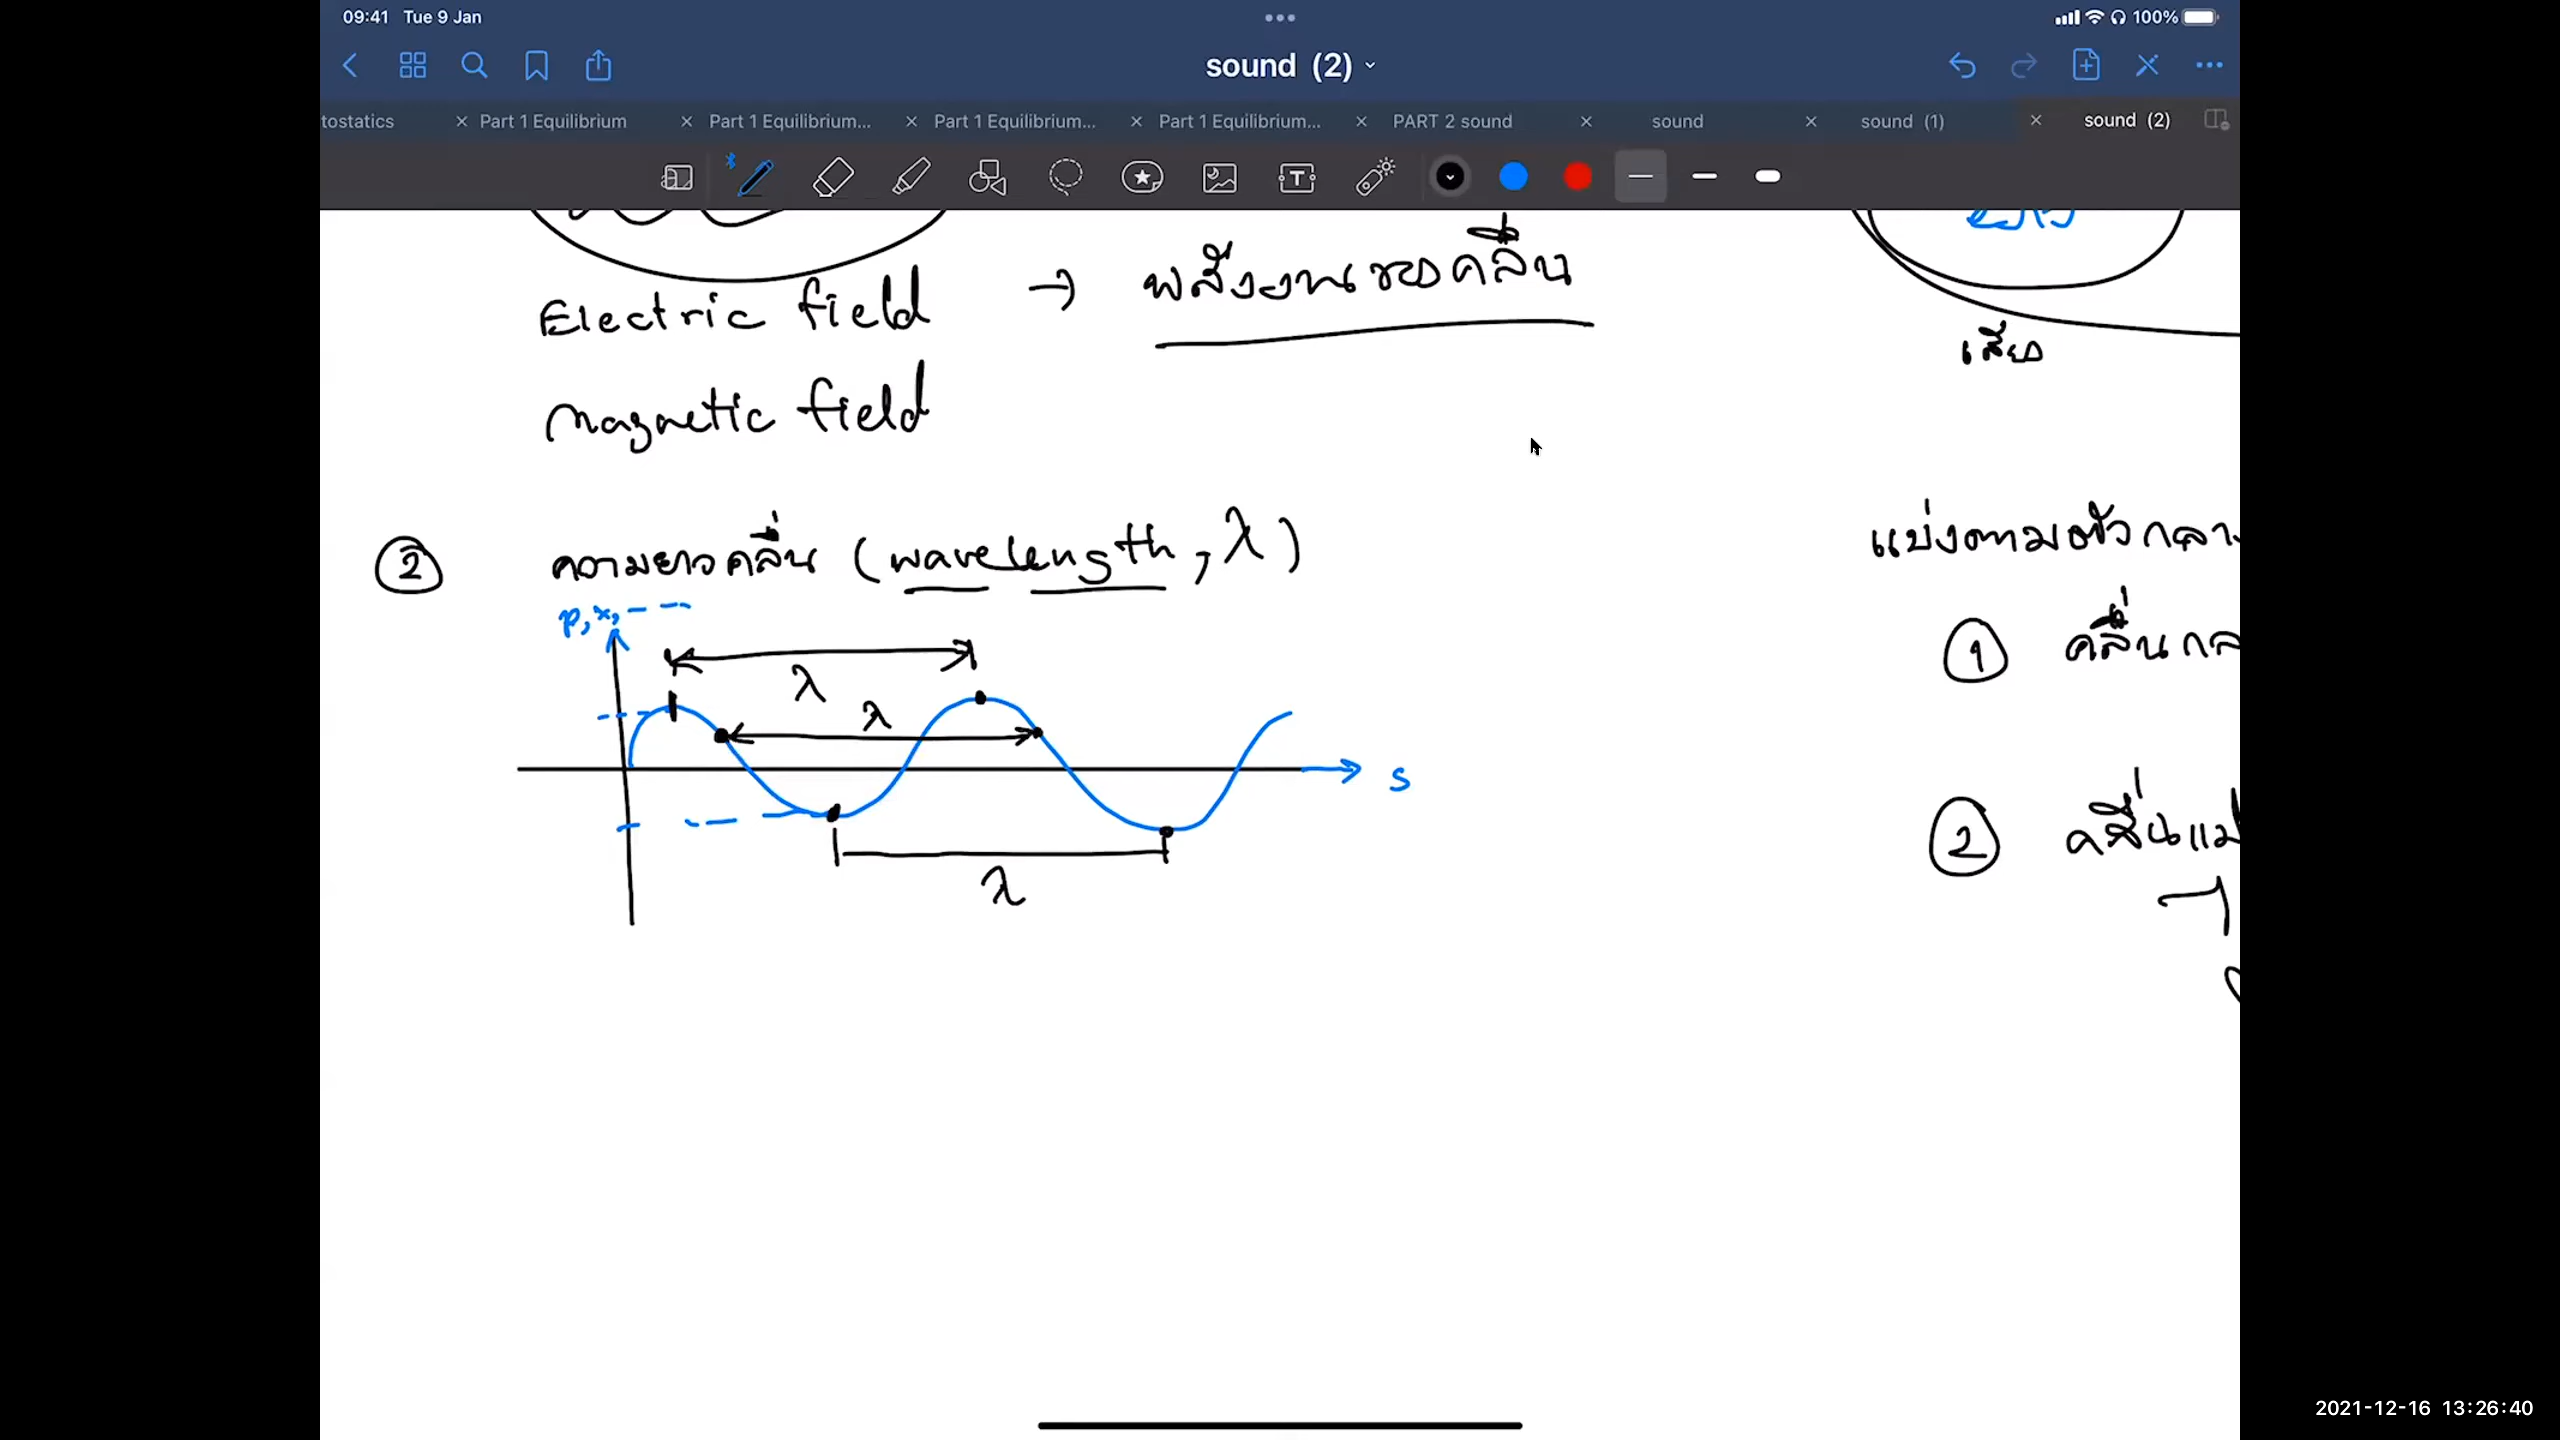 09:41 Tue 9 Jan
100%
sound (2)
tostatics
Part 1 Equilibrium
Part 1 Equilibrium...
Part 1 Equilibrium...
Part 1 Equilibrium...
PART 2 sound
sound
sound (1)
sound (2)
Electric field → พลังงานของคลื่น
magnetic field
เสียง
② ความยาวคลื่น (wavelength, λ)
p, x, ---
λ
λ
s
λ
แบ่งตามตัวกลาง
① คลื่นกล
② คลื่นแม่
2021-12-16 13:26:40